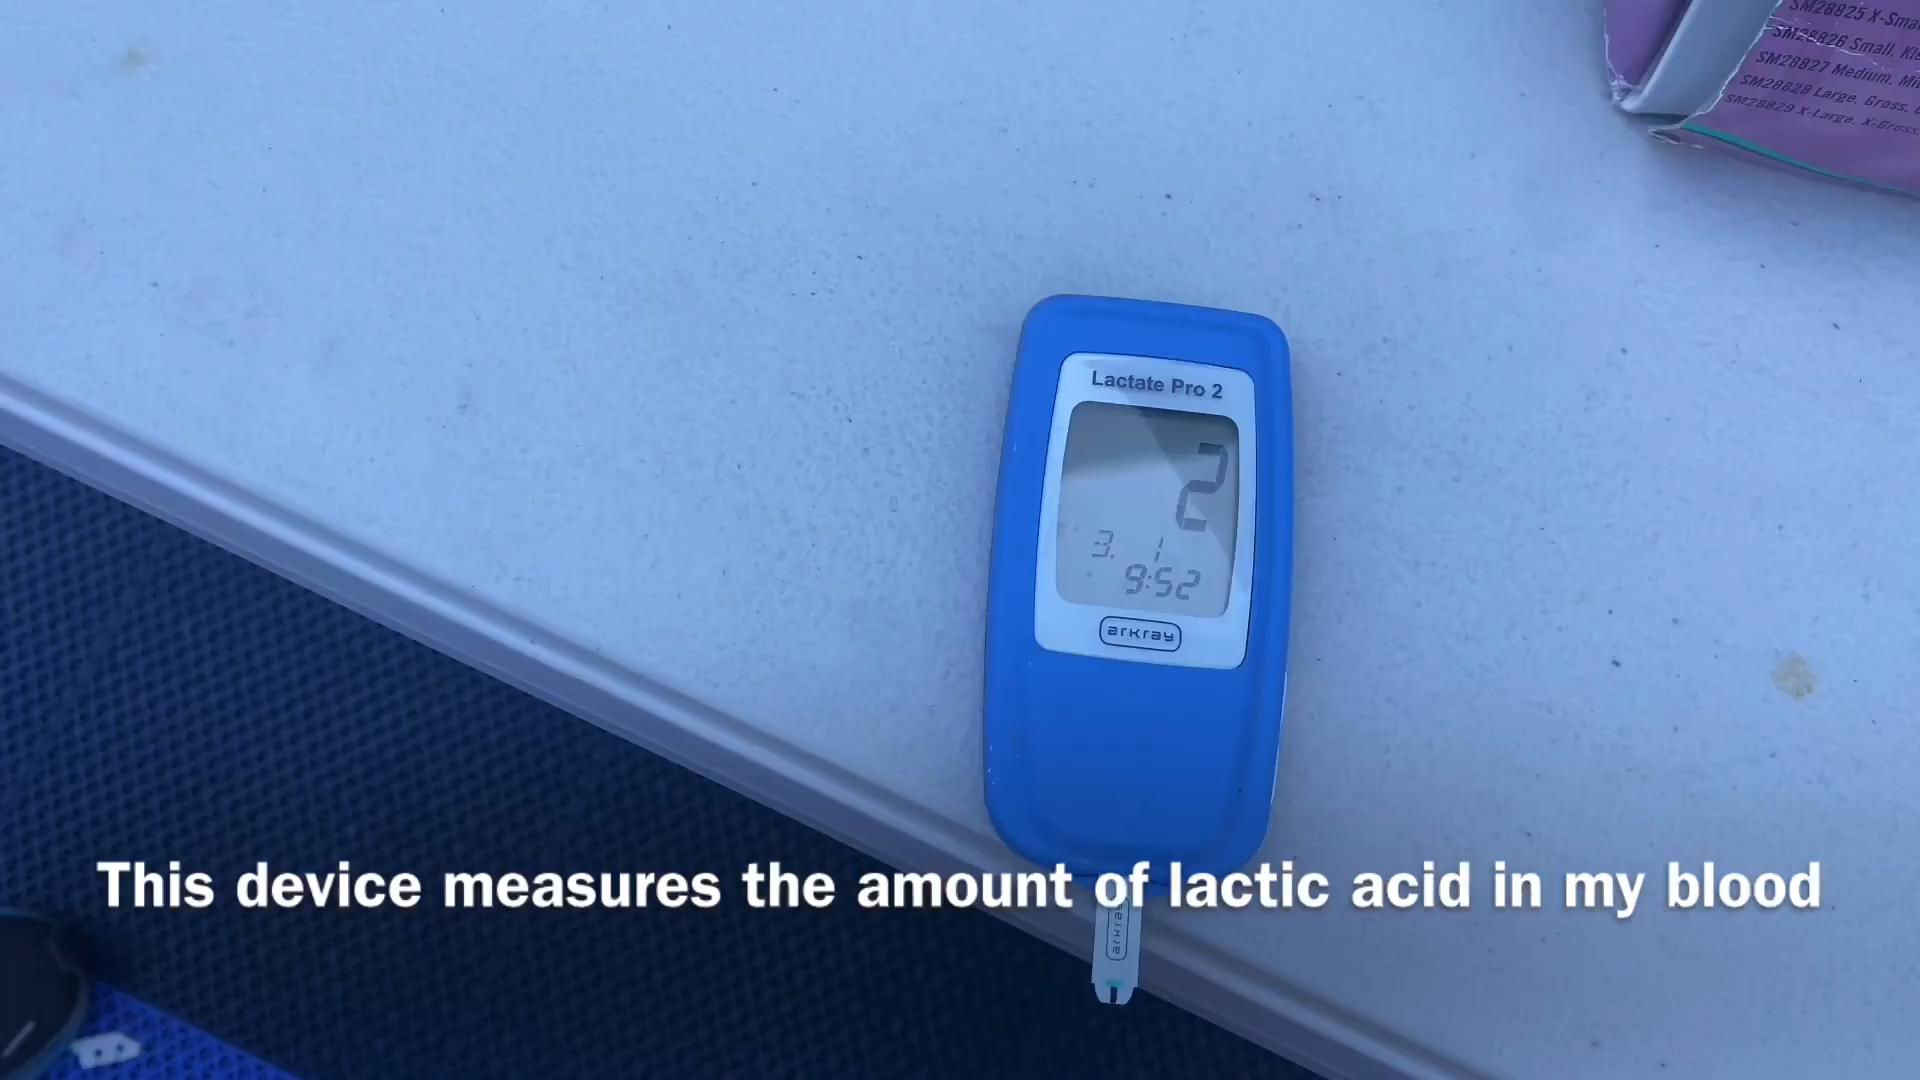 SM28825 X-Sma
SM28826 Small, Kle
SM28827 Medium, Mi
SM28828 Large, Gross,
SM28829 X-Large, X-Gross,
Lactate Pro 2
2
3. 1
9:52
arkray
This device measures the amount of lactic acid in my blood
arkray